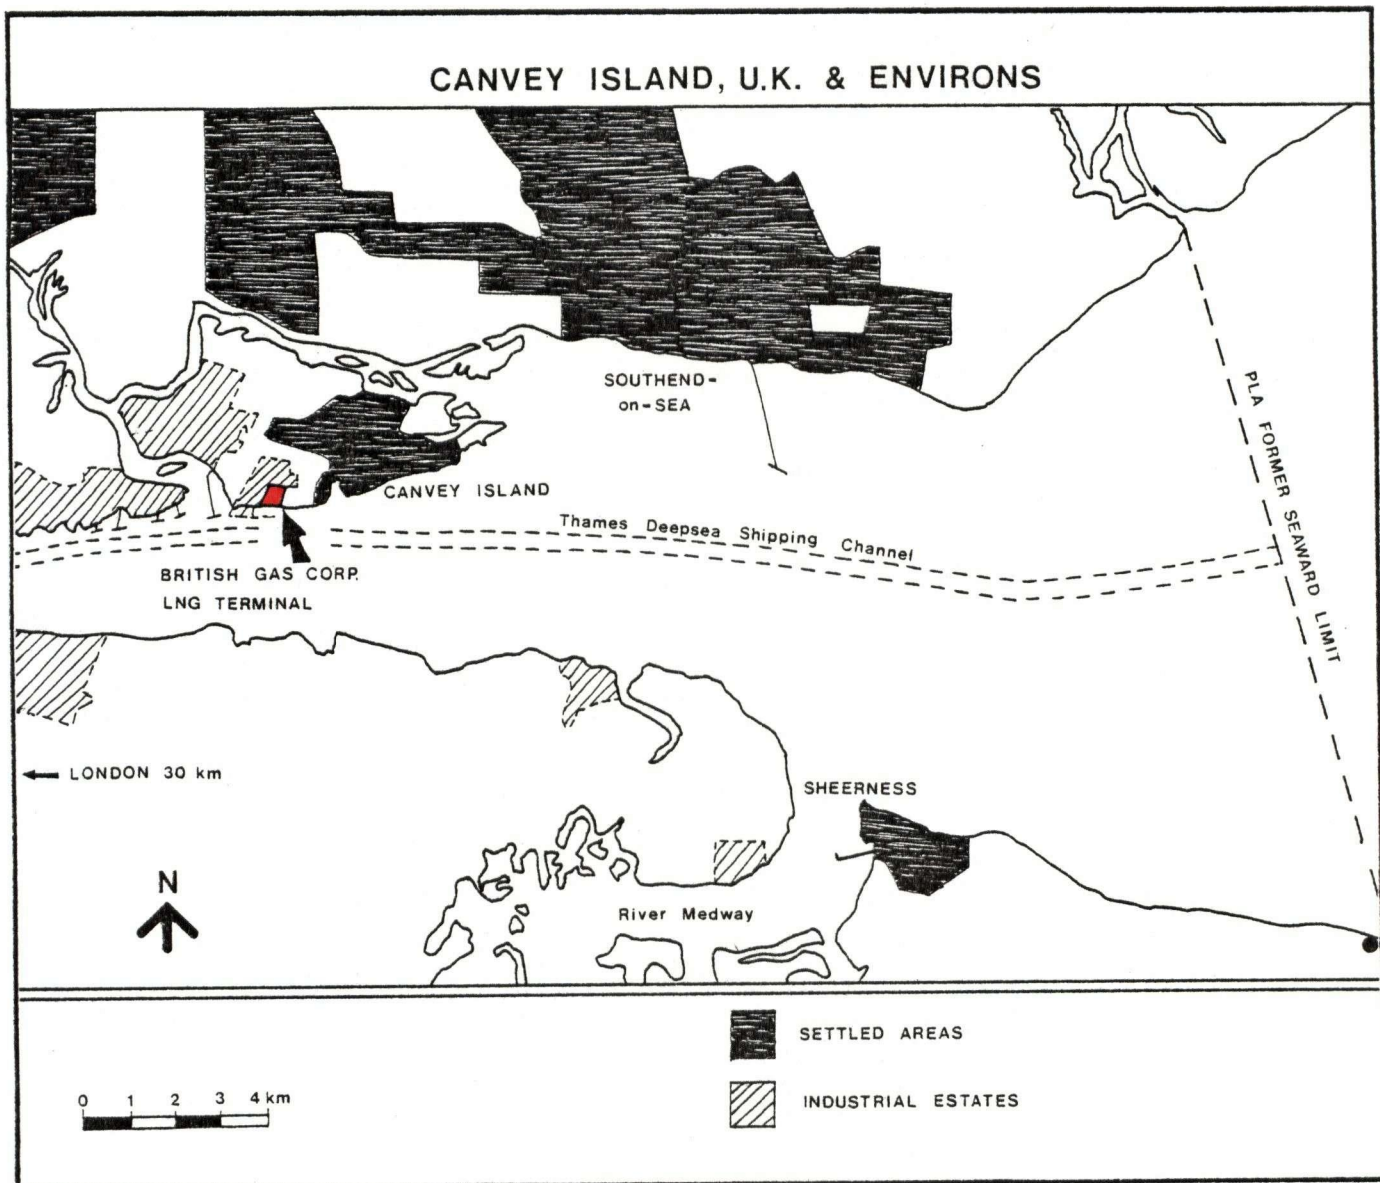 CANVEY ISLAND, U.K. & ENVIRONS
SOUTHEND-
on-SEA
PLA FORMER SEAWARD LIMIT
CANVEY ISLAND
Thames Deepsea Shipping Channel
BRITISH GAS CORP.
LNG TERMINAL
LONDON 30 km
SHEERNESS
N
River Medway
SETTLED AREAS
0 1 2 3 4 km
INDUSTRIAL ESTATES